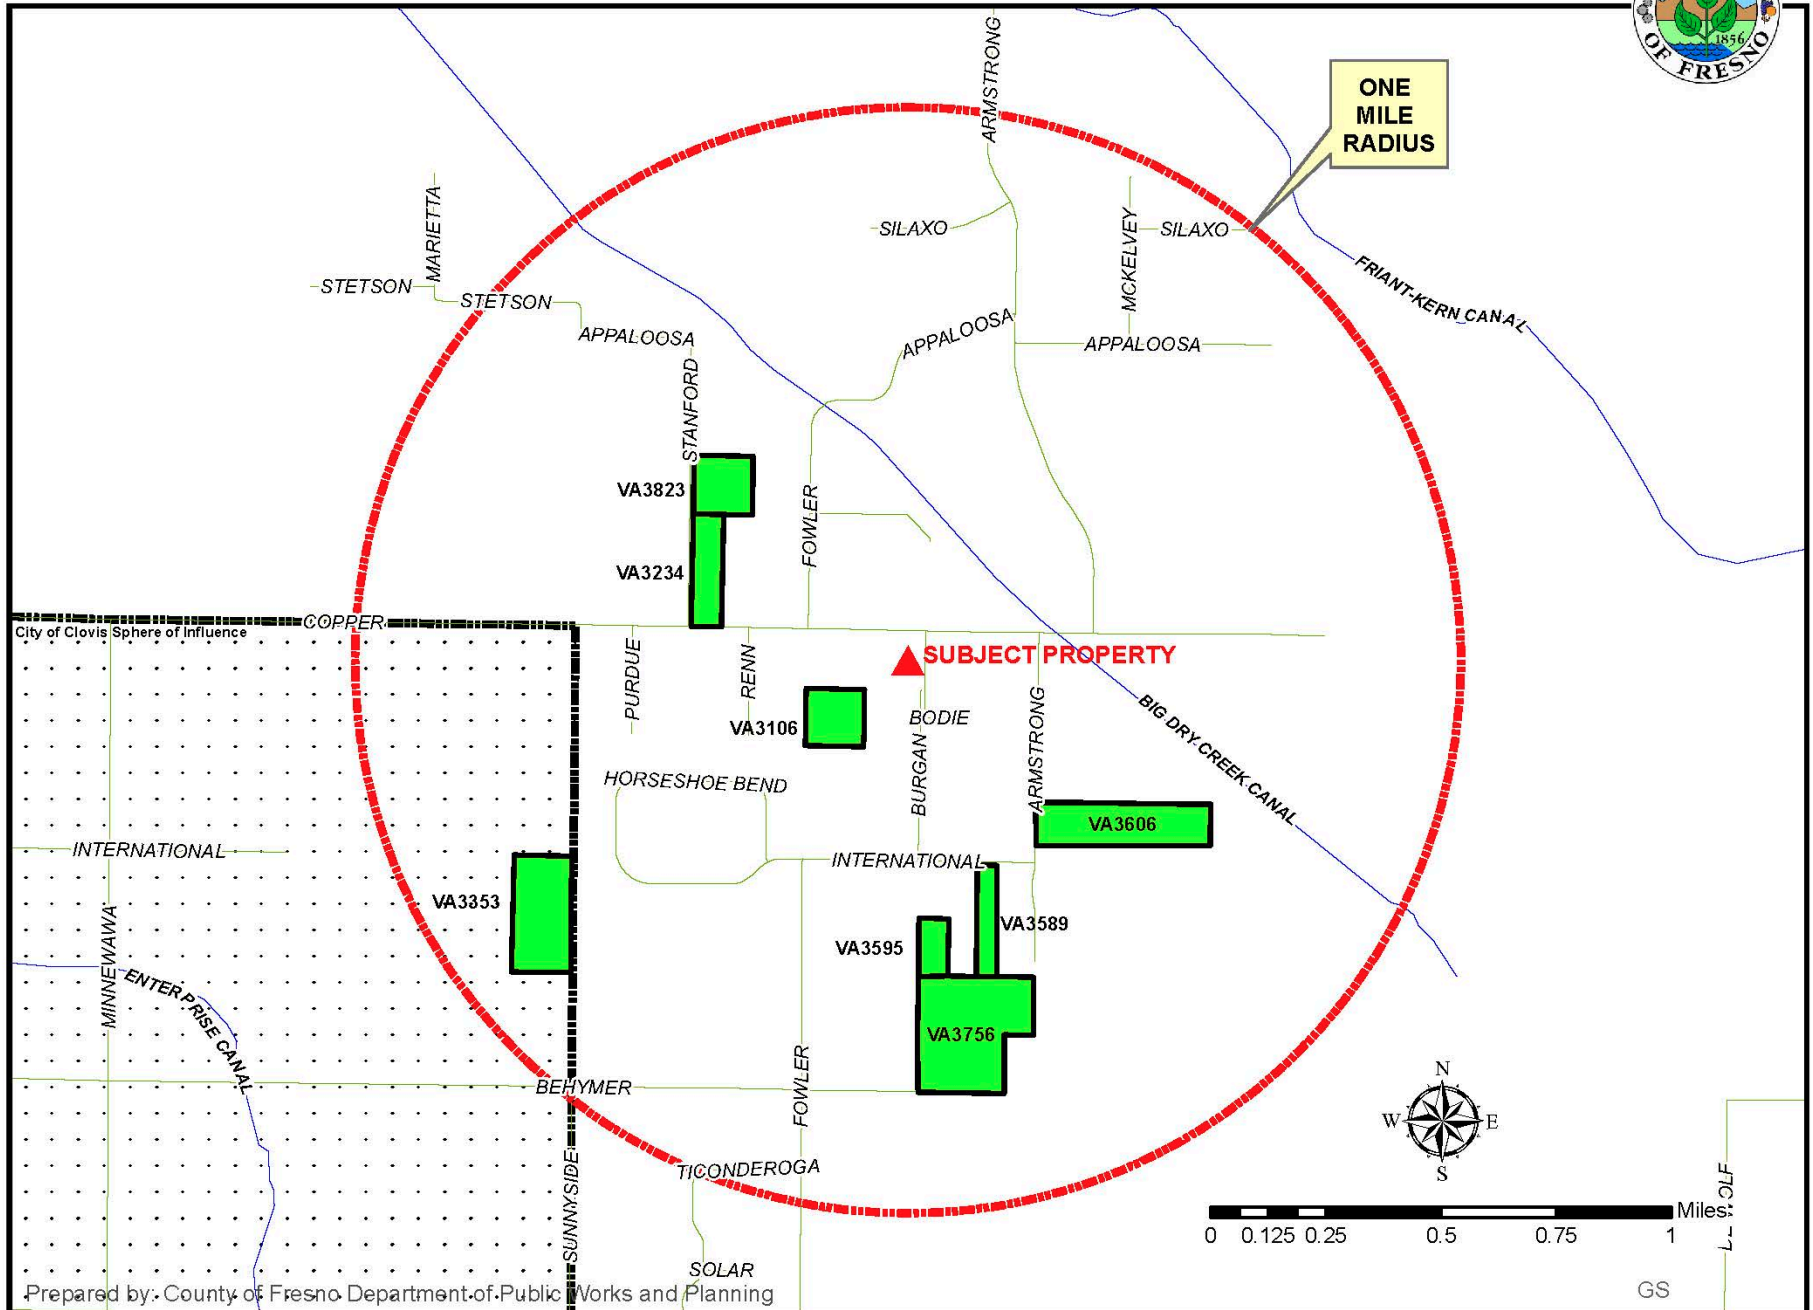 1856
OF FRESNO
ARMSTRONG
ONE
MILE
RADIUS
MARIETTA
SILAXO
MCKELVEY
SILAXO
STETSON
STETSON
FRIANT-KERN CANAL
APPALOOSA
APPALOOSA
APPALOOSA
STANFORD
VA3823
FOWLER
VA3234
COPPER
City of Clovis Sphere of Influence
PURDUE
RENN
SUBJECT PROPERTY
VA3106
BODIE
BURGAN
ARMSTRONG
BIG DRY CREEK CANAL
HORSESHOE BEND
VA3606
INTERNATIONAL
INTERNATIONAL
VA3353
VA3589
VA3595
MINNEWAWA
ENTERPRISE CANAL
VA3756
BEHYMER
FOWLER
N
W
E
S
TICONDEROGA
SUNNYSIDE
Miles
0 0.125 0.25 0.5 0.75 1
SOLAR
Prepared by: County of Fresno Department of Public Works and Planning
GS